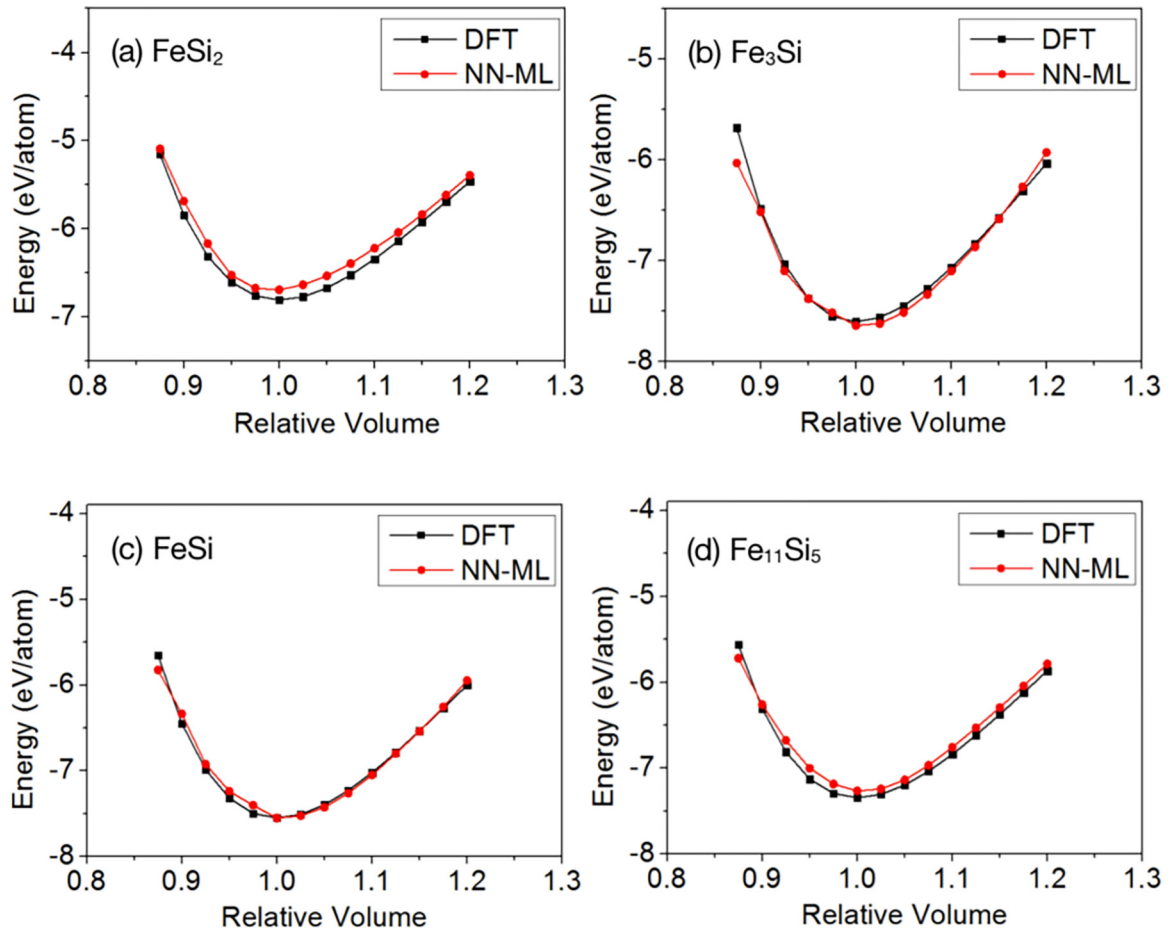 (a) FeSi₂
DFT
NN-ML
Energy (eV/atom)
-4
-5
-6
-7
0.8 0.9 1.0 1.1 1.2 1.3
Relative Volume
(b) Fe₃Si
DFT
NN-ML
Energy (eV/atom)
-5
-6
-7
-8
0.8 0.9 1.0 1.1 1.2 1.3
Relative Volume
(c) FeSi
DFT
NN-ML
Energy (eV/atom)
-4
-5
-6
-7
-8
0.8 0.9 1.0 1.1 1.2 1.3
Relative Volume
(d) Fe₁₁Si₅
DFT
NN-ML
Energy (eV/atom)
-4
-5
-6
-7
-8
0.8 0.9 1.0 1.1 1.2 1.3
Relative Volume